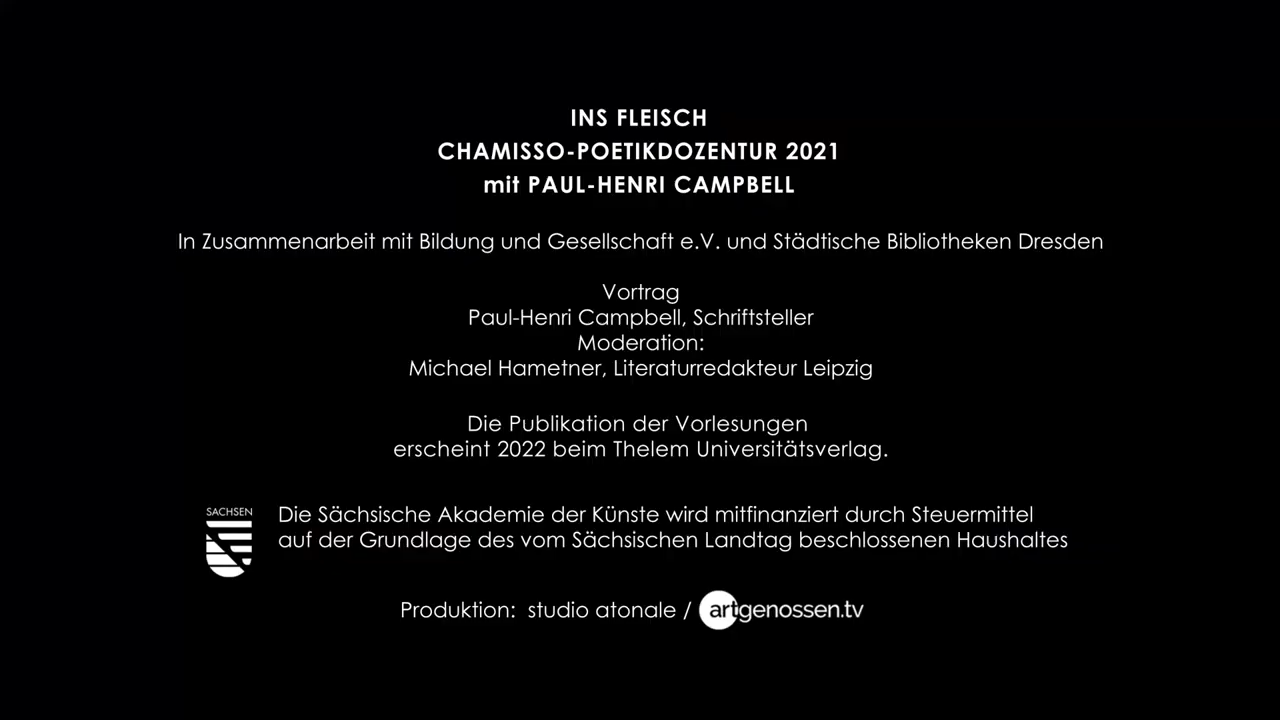 INS FLEISCH
CHAMISSO-POETIKDOZENTUR 2021
mit PAUL-HENRI CAMPBELL
In Zusammenarbeit mit Bildung und Gesellschaft e.V. und Städtische Bibliotheken Dresden
Vortrag
Paul-Henri Campbell, Schriftsteller
Moderation:
Michael Hametner, Literaturredakteur Leipzig
Die Publikation der Vorlesungen
erscheint 2022 beim Thelem Universitätsverlag.
SACHSEN
Die Sächsische Akademie der Künste wird mitfinanziert durch Steuermittel
auf der Grundlage des vom Sächsischen Landtag beschlossenen Haushaltes
Produktion: studio atonale / artgenossen.tv